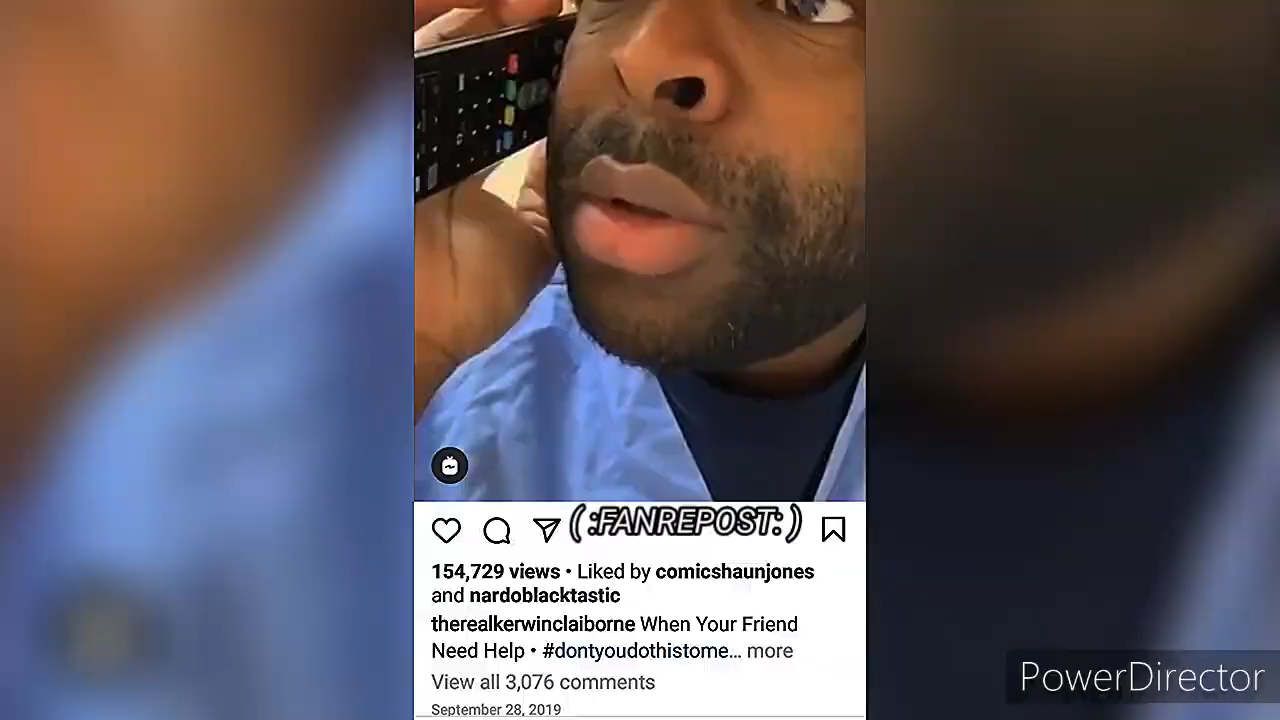 (:FANREPOST:)
154,729 views • Liked by comicshaunjones
and nardoblacktastic
therealkerwinclaiborne When Your Friend
Need Help • #dontyoudothistome... more
View all 3,076 comments
September 28, 2019
PowerDirector